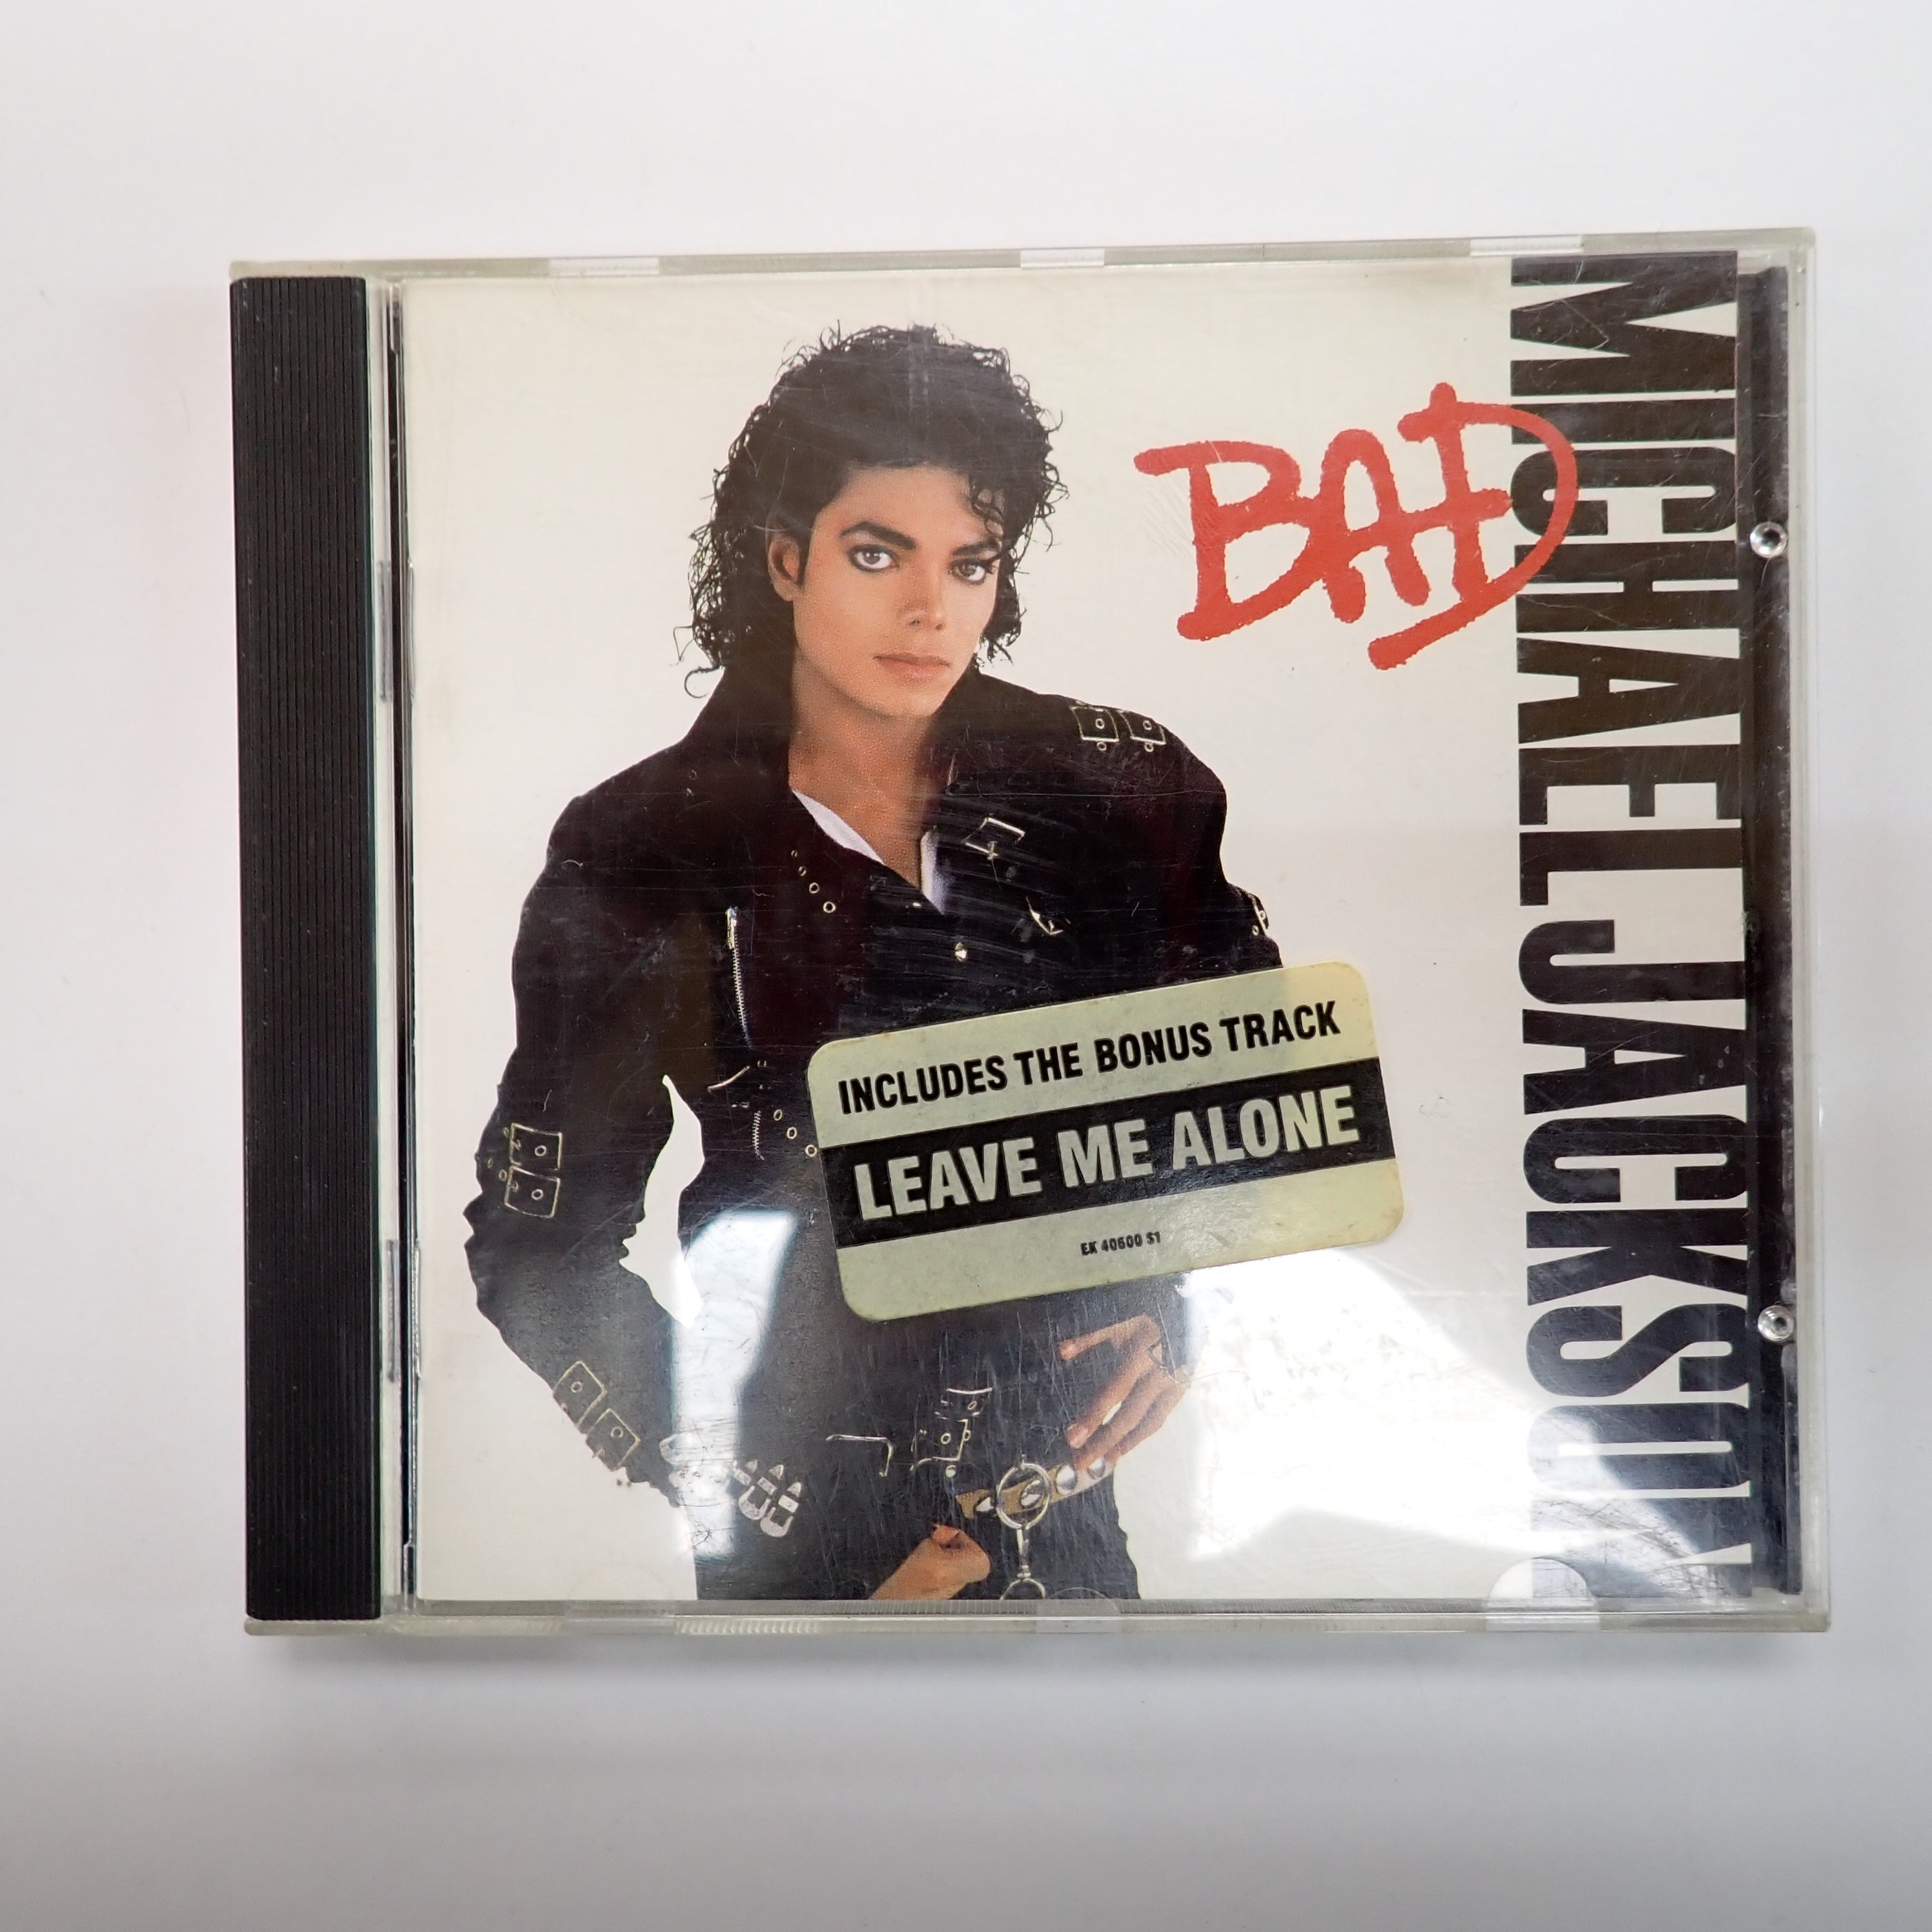 BAD
MICHAEL JACKSON
INCLUDES THE BONUS TRACK
LEAVE ME ALONE
EK 40600 S1